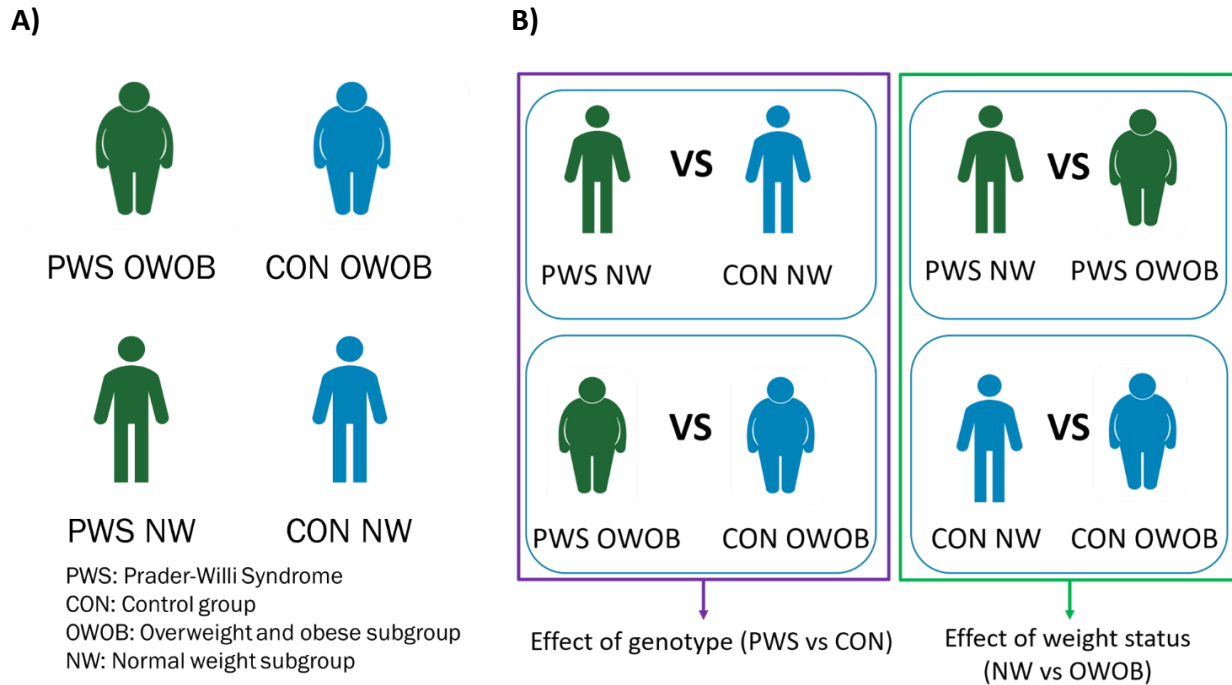 A)
PWS OWOB
CON OWOB
PWS NW
CON NW
PWS: Prader-Willi Syndrome
CON: Control group
OWOB: Overweight and obese subgroup
NW: Normal weight subgroup
B)
VS
PWS NW
CON NW
VS
PWS OWOB
CON OWOB
Effect of genotype (PWS vs CON)
VS
PWS NW
PWS OWOB
VS
CON NW
CON OWOB
Effect of weight status
(NW vs OWOB)